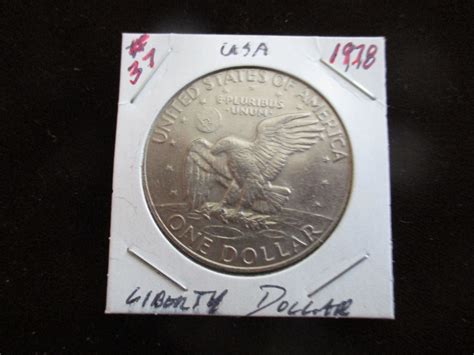 # 37
USA
1978
UNITED STATES OF AMERICA
E·PLURIBUS
UNUM
ONE DOLLAR
LIBERTY DOLLAR